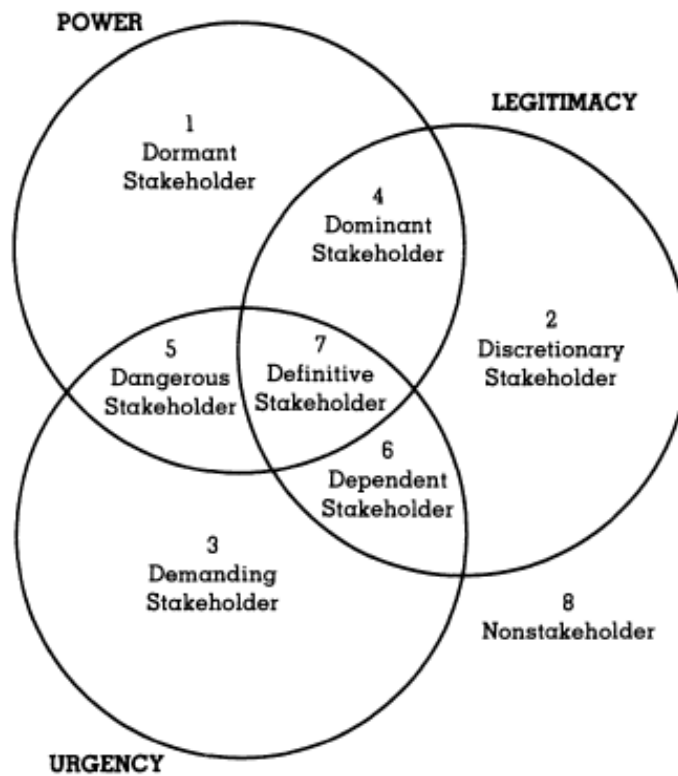 POWER
LEGITIMACY
1
Dormant
Stakeholder
4
Dominant
Stakeholder
2
Discretionary
Stakeholder
5
Dangerous
Stakeholder
7
Definitive
Stakeholder
6
Dependent
Stakeholder
3
Demanding
Stakeholder
8
Nonstakeholder
URGENCY